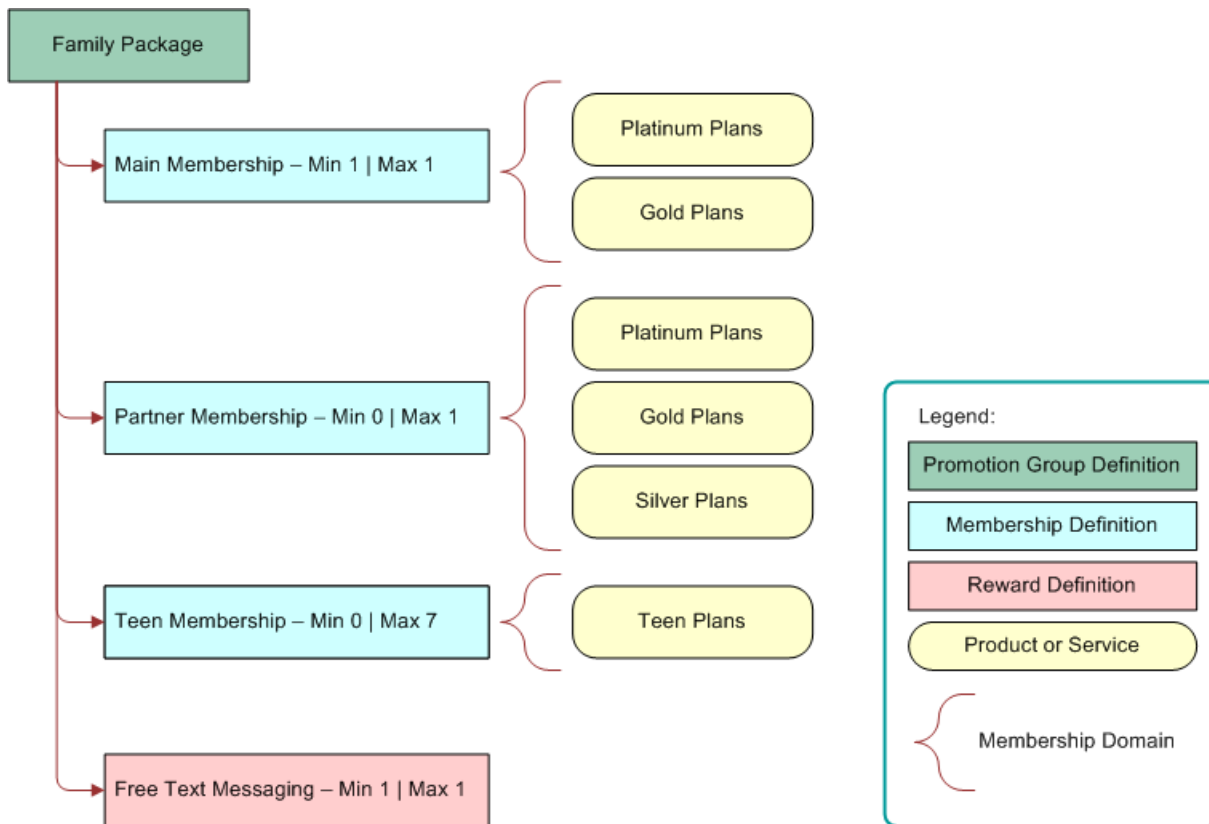 Family Package
Main Membership – Min 1 | Max 1
Platinum Plans
Gold Plans
Partner Membership – Min 0 | Max 1
Platinum Plans
Gold Plans
Silver Plans
Teen Membership – Min 0 | Max 7
Teen Plans
Free Text Messaging – Min 1 | Max 1
Legend:
Promotion Group Definition
Membership Definition
Reward Definition
Product or Service
Membership Domain